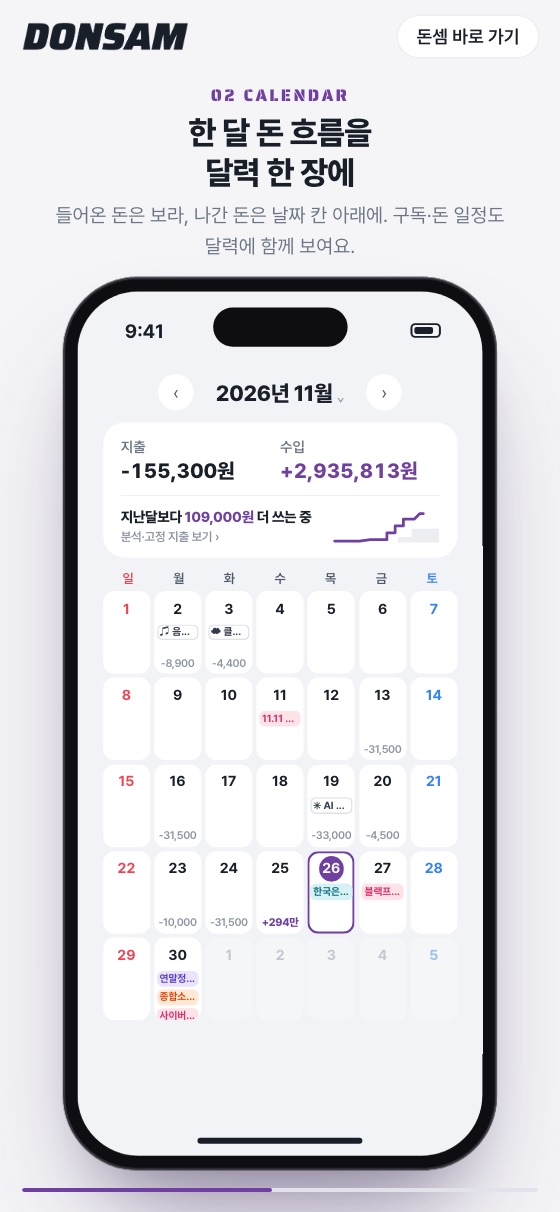 DONSAM
돈셈 바로 가기
02 CALENDAR
한 달 돈 흐름을
달력 한 장에
들어온 돈은 보라, 나간 돈은 날짜 칸 아래에. 구독·돈 일정도
달력에 함께 보여요.
9:41
‹ 2026년 11월 ›
지출 수입
-155,300원 +2,935,813원
지난달보다 109,000원 더 쓰는 중
분석·고정 지출 보기 ›
일 월 화 수 목 금 토
1 2 3 4 5 6 7
음... 클...
-8,900 -4,400
8 9 10 11 12 13 14
11.11 ...
-31,500
15 16 17 18 19 20 21
AI ...
-31,500 -33,000 -4,500
22 23 24 25 26 27 28
한국은... 블랙프...
-10,000 -31,500 +294만
29 30 1 2 3 4 5
연말정...
종합소...
사이버...